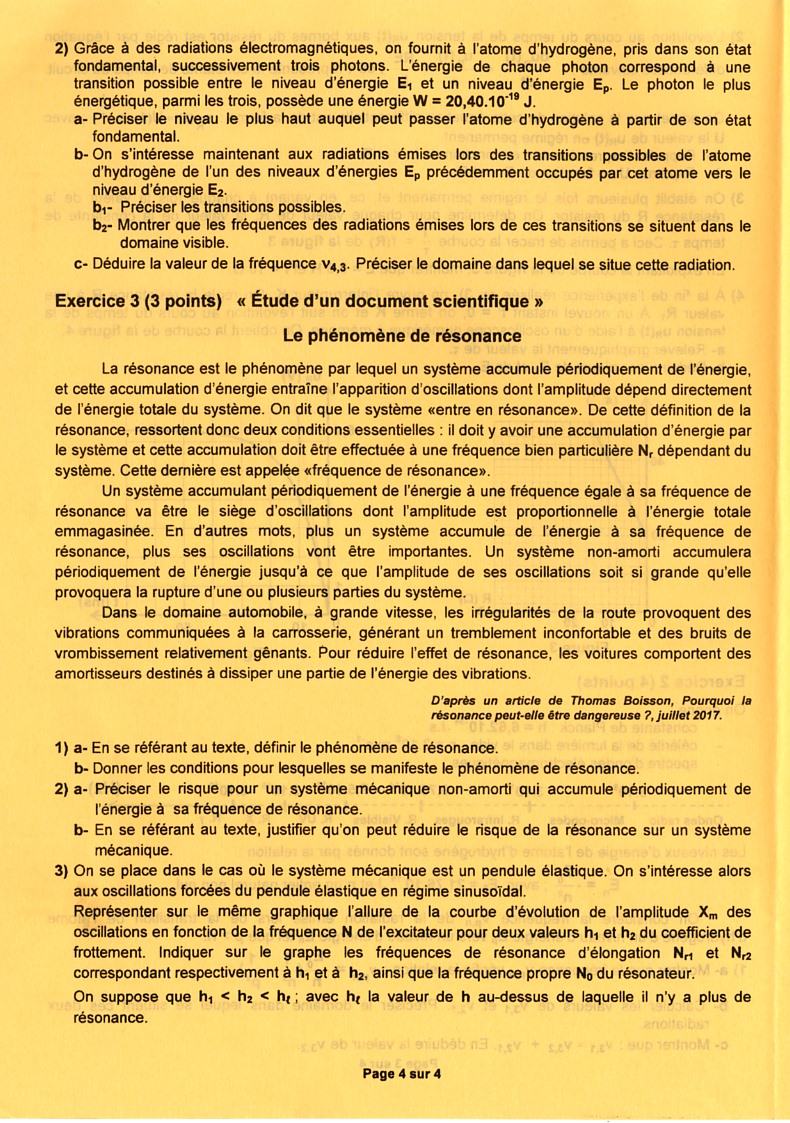 2) Grâce à des radiations électromagnétiques, on fournit à l'atome d'hydrogène, pris dans son état
fondamental, successivement trois photons. L'énergie de chaque photon correspond à une
transition possible entre le niveau d'énergie E₁ et un niveau d'énergie Eₚ. Le photon le plus
énergétique, parmi les trois, possède une énergie W = 20,40.10⁻¹⁹ J.
a- Préciser le niveau le plus haut auquel peut passer l'atome d'hydrogène à partir de son état
fondamental.
b- On s'intéresse maintenant aux radiations émises lors des transitions possibles de l'atome
d'hydrogène de l'un des niveaux d'énergies Eₚ précédemment occupés par cet atome vers le
niveau d'énergie E₂.
b₁- Préciser les transitions possibles.
b₂- Montrer que les fréquences des radiations émises lors de ces transitions se situent dans le
domaine visible.
c- Déduire la valeur de la fréquence ν₄,₃. Préciser le domaine dans lequel se situe cette radiation.
Exercice 3 (3 points) « Étude d'un document scientifique »
Le phénomène de résonance
La résonance est le phénomène par lequel un système accumule périodiquement de l'énergie,
et cette accumulation d'énergie entraîne l'apparition d'oscillations dont l'amplitude dépend directement
de l'énergie totale du système. On dit que le système «entre en résonance». De cette définition de la
résonance, ressortent donc deux conditions essentielles : il doit y avoir une accumulation d'énergie par
le système et cette accumulation doit être effectuée à une fréquence bien particulière Nᵣ dépendant du
système. Cette dernière est appelée «fréquence de résonance».
Un système accumulant périodiquement de l'énergie à une fréquence égale à sa fréquence de
résonance va être le siège d'oscillations dont l'amplitude est proportionnelle à l'énergie totale
emmagasinée. En d'autres mots, plus un système accumule de l'énergie à sa fréquence de
résonance, plus ses oscillations vont être importantes. Un système non-amorti accumulera
périodiquement de l'énergie jusqu'à ce que l'amplitude de ses oscillations soit si grande qu'elle
provoquera la rupture d'une ou plusieurs parties du système.
Dans le domaine automobile, à grande vitesse, les irrégularités de la route provoquent des
vibrations communiquées à la carrosserie, générant un tremblement inconfortable et des bruits de
vrombissement relativement gênants. Pour réduire l'effet de résonance, les voitures comportent des
amortisseurs destinés à dissiper une partie de l'énergie des vibrations.
D'après un article de Thomas Boisson, Pourquoi la
résonance peut-elle être dangereuse ?, juillet 2017.
1) a- En se référant au texte, définir le phénomène de résonance.
b- Donner les conditions pour lesquelles se manifeste le phénomène de résonance.
2) a- Préciser le risque pour un système mécanique non-amorti qui accumule périodiquement de
l'énergie à sa fréquence de résonance.
b- En se référant au texte, justifier qu'on peut réduire le risque de la résonance sur un système
mécanique.
3) On se place dans le cas où le système mécanique est un pendule élastique. On s'intéresse alors
aux oscillations forcées du pendule élastique en régime sinusoïdal.
Représenter sur le même graphique l'allure de la courbe d'évolution de l'amplitude Xₘ des
oscillations en fonction de la fréquence N de l'excitateur pour deux valeurs h₁ et h₂ du coefficient de
frottement. Indiquer sur le graphe les fréquences de résonance d'élongation Nᵣ₁ et Nᵣ₂
correspondant respectivement à h₁ et à h₂, ainsi que la fréquence propre N₀ du résonateur.
On suppose que h₁ < h₂ < hℓ ; avec hℓ la valeur de h au-dessus de laquelle il n'y a plus de
résonance.
Page 4 sur 4